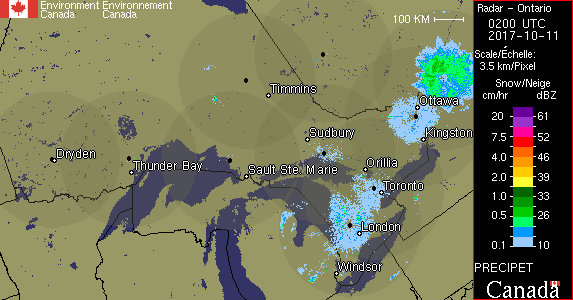 Environment Environnement
Canada Canada
100 KM
Radar - Ontario
0200 UTC
2017-10-11
Scale/Échelle:
3.5 km/Pixel
Snow/Neige
cm/hr dBZ
20 61
7.5 52
4.0 46
2.0 39
1.0 33
0.5 26
0.1 10
PRECIPET
Canada
Timmins
Ottawa
Kingston
Sudbury
Dryden
Thunder Bay
Sault Ste. Marie
Orillia
Toronto
London
Windsor